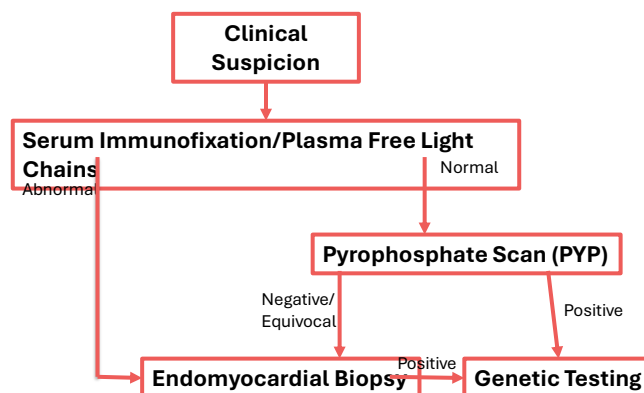 Clinical
Suspicion
Serum Immunofixation/Plasma Free Light
Chains
Abnormal
Normal
Pyrophosphate Scan (PYP)
Negative/
Equivocal
Positive
Positive
Endomyocardial Biopsy
Genetic Testing